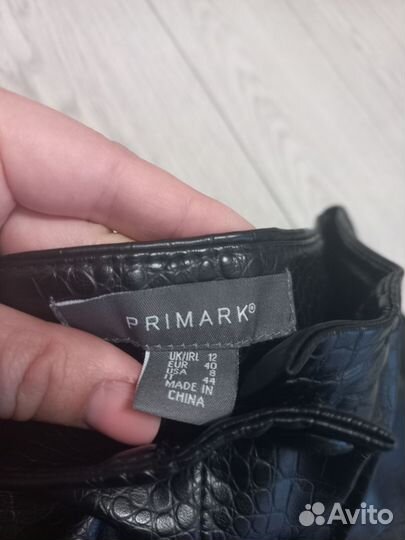 PRIMARK®
UK/IRL 12
EUR 40
USA 8
IT 44
MADE IN
CHINA
Avito